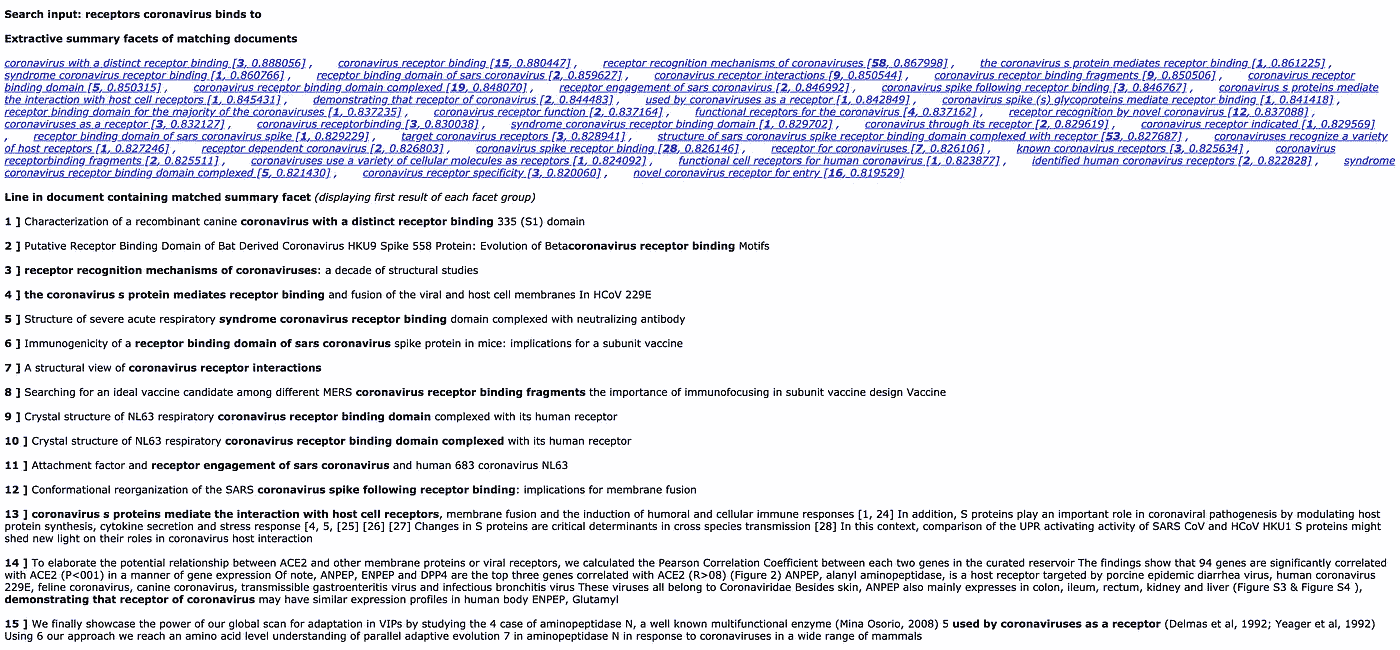 Search input: receptors coronavirus binds to
Extractive summary facets of matching documents
coronavirus with a distinct receptor binding [3, 0.888056] , coronavirus receptor binding [15, 0.880447] , receptor recognition mechanisms of coronaviruses [58, 0.867998] , the coronavirus s protein mediates receptor binding [1, 0.861225] ,
syndrome coronavirus receptor binding [1, 0.860766] , receptor binding domain of sars coronavirus [2, 0.859627] , coronavirus receptor interactions [9, 0.850544] , coronavirus receptor binding fragments [9, 0.850506] , coronavirus receptor
binding domain [5, 0.850315] , coronavirus receptor binding domain complexed [19, 0.848070] , receptor engagement of sars coronavirus [2, 0.846992] , coronavirus spike following receptor binding [3, 0.846767] , coronavirus s proteins mediate
the interaction with host cell receptors [1, 0.845431] , demonstrating that receptor of coronavirus [2, 0.844483] , used by coronaviruses as a receptor [1, 0.842849] , coronavirus spike (s) glycoproteins mediate receptor binding [1, 0.841418] ,
receptor binding domain for the majority of the coronaviruses [1, 0.837235] , coronavirus receptor function [2, 0.837164] , functional receptors for the coronavirus [4, 0.837162] , receptor recognition by novel coronavirus [12, 0.837088] ,
coronaviruses as a receptor [3, 0.832127] , coronavirus receptorbinding [3, 0.830038] , syndrome coronavirus receptor binding domain [1, 0.829702] , coronavirus through its receptor [2, 0.829619] , coronavirus receptor indicated [1, 0.829569]
, receptor binding domain of sars coronavirus spike [1, 0.829229] , target coronavirus receptors [3, 0.828941] , structure of sars coronavirus spike receptor binding domain complexed with receptor [53, 0.827687] , coronaviruses recognize a variety
of host receptors [1, 0.827246] , receptor dependent coronavirus [2, 0.826803] , coronavirus spike receptor binding [28, 0.826146] , receptor for coronaviruses [7, 0.826106] , known coronavirus receptors [3, 0.825634] , coronavirus
receptorbinding fragments [2, 0.825511] , coronaviruses use a variety of cellular molecules as receptors [1, 0.824092] , functional cell receptors for human coronavirus [1, 0.823877] , identified human coronavirus receptors [2, 0.822828] , syndrome
coronavirus receptor binding domain complexed [5, 0.821430] , coronavirus receptor specificity [3, 0.820060] , novel coronavirus receptor for entry [16, 0.819529]
Line in document containing matched summary facet (displaying first result of each facet group)
1 ] Characterization of a recombinant canine coronavirus with a distinct receptor binding 335 (S1) domain
2 ] Putative Receptor Binding Domain of Bat Derived Coronavirus HKU9 Spike 558 Protein: Evolution of Betacoronavirus receptor binding Motifs
3 ] receptor recognition mechanisms of coronaviruses: a decade of structural studies
4 ] the coronavirus s protein mediates receptor binding and fusion of the viral and host cell membranes In HCoV 229E
5 ] Structure of severe acute respiratory syndrome coronavirus receptor binding domain complexed with neutralizing antibody
6 ] Immunogenicity of a receptor binding domain of sars coronavirus spike protein in mice: implications for a subunit vaccine
7 ] A structural view of coronavirus receptor interactions
8 ] Searching for an ideal vaccine candidate among different MERS coronavirus receptor binding fragments the importance of immunofocusing in subunit vaccine design Vaccine
9 ] Crystal structure of NL63 respiratory coronavirus receptor binding domain complexed with its human receptor
10 ] Crystal structure of NL63 respiratory coronavirus receptor binding domain complexed with its human receptor
11 ] Attachment factor and receptor engagement of sars coronavirus and human 683 coronavirus NL63
12 ] Conformational reorganization of the SARS coronavirus spike following receptor binding: implications for membrane fusion
13 ] coronavirus s proteins mediate the interaction with host cell receptors, membrane fusion and the induction of humoral and cellular immune responses [1, 24] In addition, S proteins play an important role in coronaviral pathogenesis by modulating host
protein synthesis, cytokine secretion and stress response [4, 5, [25] [26] [27] Changes in S proteins are critical determinants in cross species transmission [28] In this context, comparison of the UPR activating activity of SARS CoV and HCoV HKU1 S proteins might
shed new light on their roles in coronavirus host interaction
14 ] To elaborate the potential relationship between ACE2 and other membrane proteins or viral receptors, we calculated the Pearson Correlation Coefficient between each two genes in the curated reservoir The findings show that 94 genes are significantly correlated
with ACE2 (P<001) in a manner of gene expression Of note, ANPEP, ENPEP and DPP4 are the top three genes correlated with ACE2 (R>08) (Figure 2) ANPEP, alanyl aminopeptidase, is a host receptor targeted by porcine epidemic diarrhea virus, human coronavirus
229E, feline coronavirus, canine coronavirus, transmissible gastroenteritis virus and infectious bronchitis virus These viruses all belong to Coronaviridae Besides skin, ANPEP also mainly expresses in colon, ileum, rectum, kidney and liver (Figure S3 & Figure S4 ),
demonstrating that receptor of coronavirus may have similar expression profiles in human body ENPEP, Glutamyl
15 ] We finally showcase the power of our global scan for adaptation in VIPs by studying the 4 case of aminopeptidase N, a well known multifunctional enzyme (Mina Osorio, 2008) 5 used by coronaviruses as a receptor (Delmas et al, 1992; Yeager et al, 1992)
Using 6 our approach we reach an amino acid level understanding of parallel adaptive evolution 7 in aminopeptidase N in response to coronaviruses in a wide range of mammals